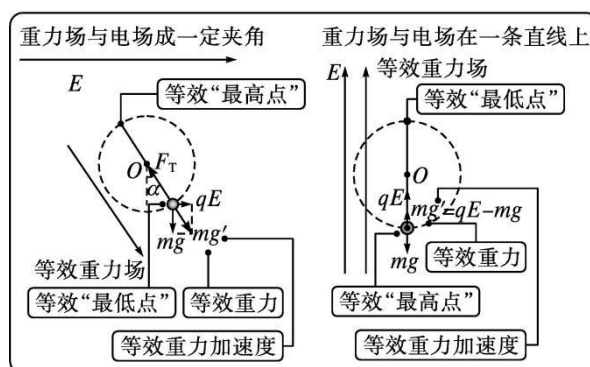 重力场与电场成一定夹角
E
等效“最高点”
O
F_T
α
qE
mg
mg′
等效重力场
等效“最低点”
等效重力
等效重力加速度
重力场与电场在一条直线上
E
等效重力场
等效“最低点”
O
qE
mg′=qE−mg
mg
等效重力
等效“最高点”
等效重力加速度